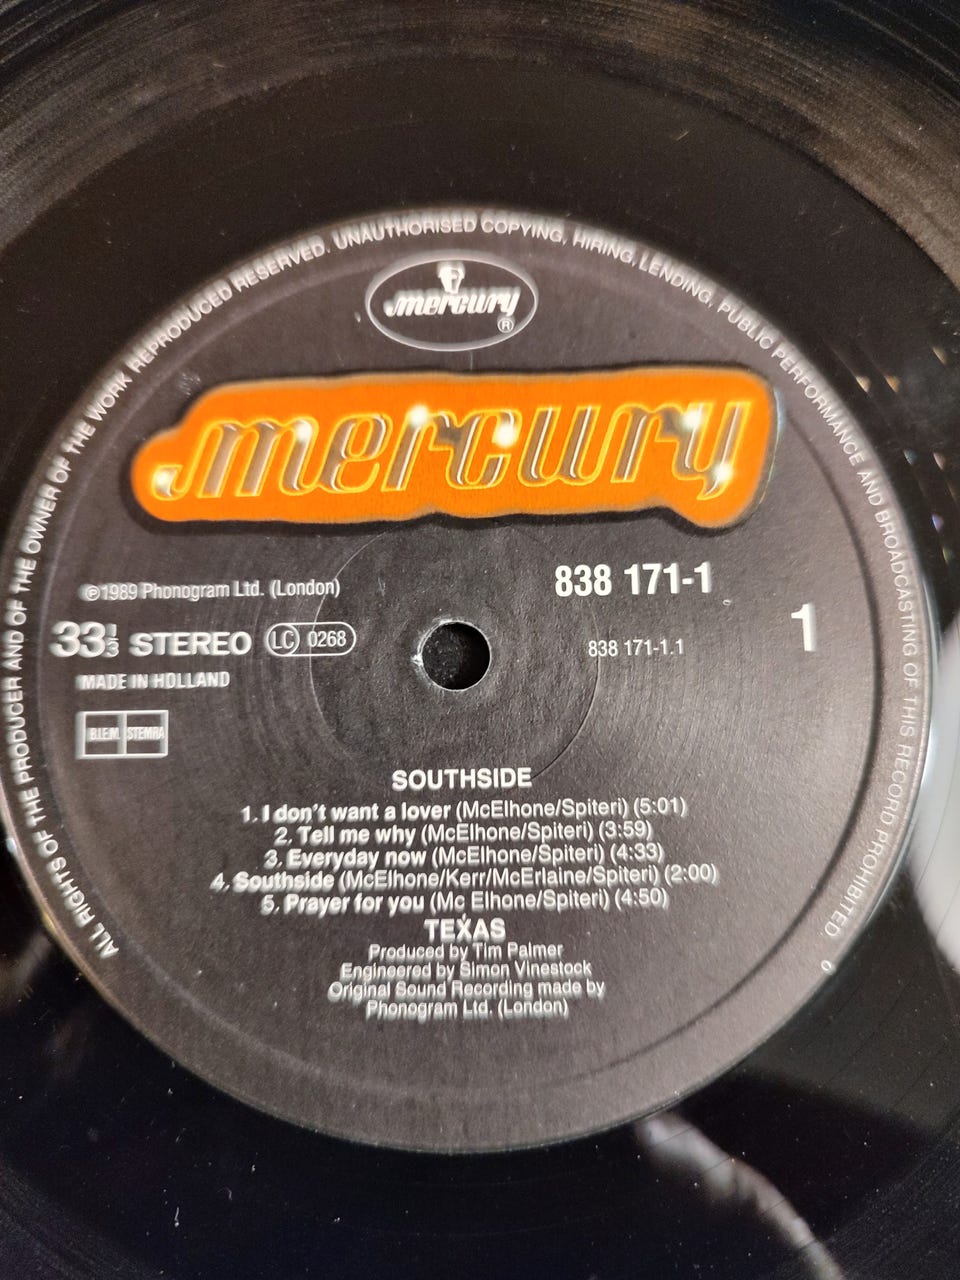 ALL RIGHTS OF THE PRODUCER AND OF THE OWNER OF THE WORK REPRODUCED RESERVED. UNAUTHORISED COPYING, HIRING, LENDING, PUBLIC PERFORMANCE AND BROADCASTING OF THIS RECORD PROHIBITED.
mercury ®
mercury
℗1989 Phonogram Ltd. (London)
838 171-1
33⅓ STEREO LC 0268
838 171-1.1
1
MADE IN HOLLAND
B.I.E.M. STEMRA
SOUTHSIDE
1. I don't want a lover (McElhone/Spiteri) (5:01)
2. Tell me why (McElhone/Spiteri) (3:59)
3. Everyday now (McElhone/Spiteri) (4:33)
4. Southside (McElhone/Kerr/McErlaine/Spiteri) (2:00)
5. Prayer for you (Mc Elhone/Spiteri) (4:50)
TEXAS
Produced by Tim Palmer
Engineered by Simon Vinestock
Original Sound Recording made by
Phonogram Ltd. (London)